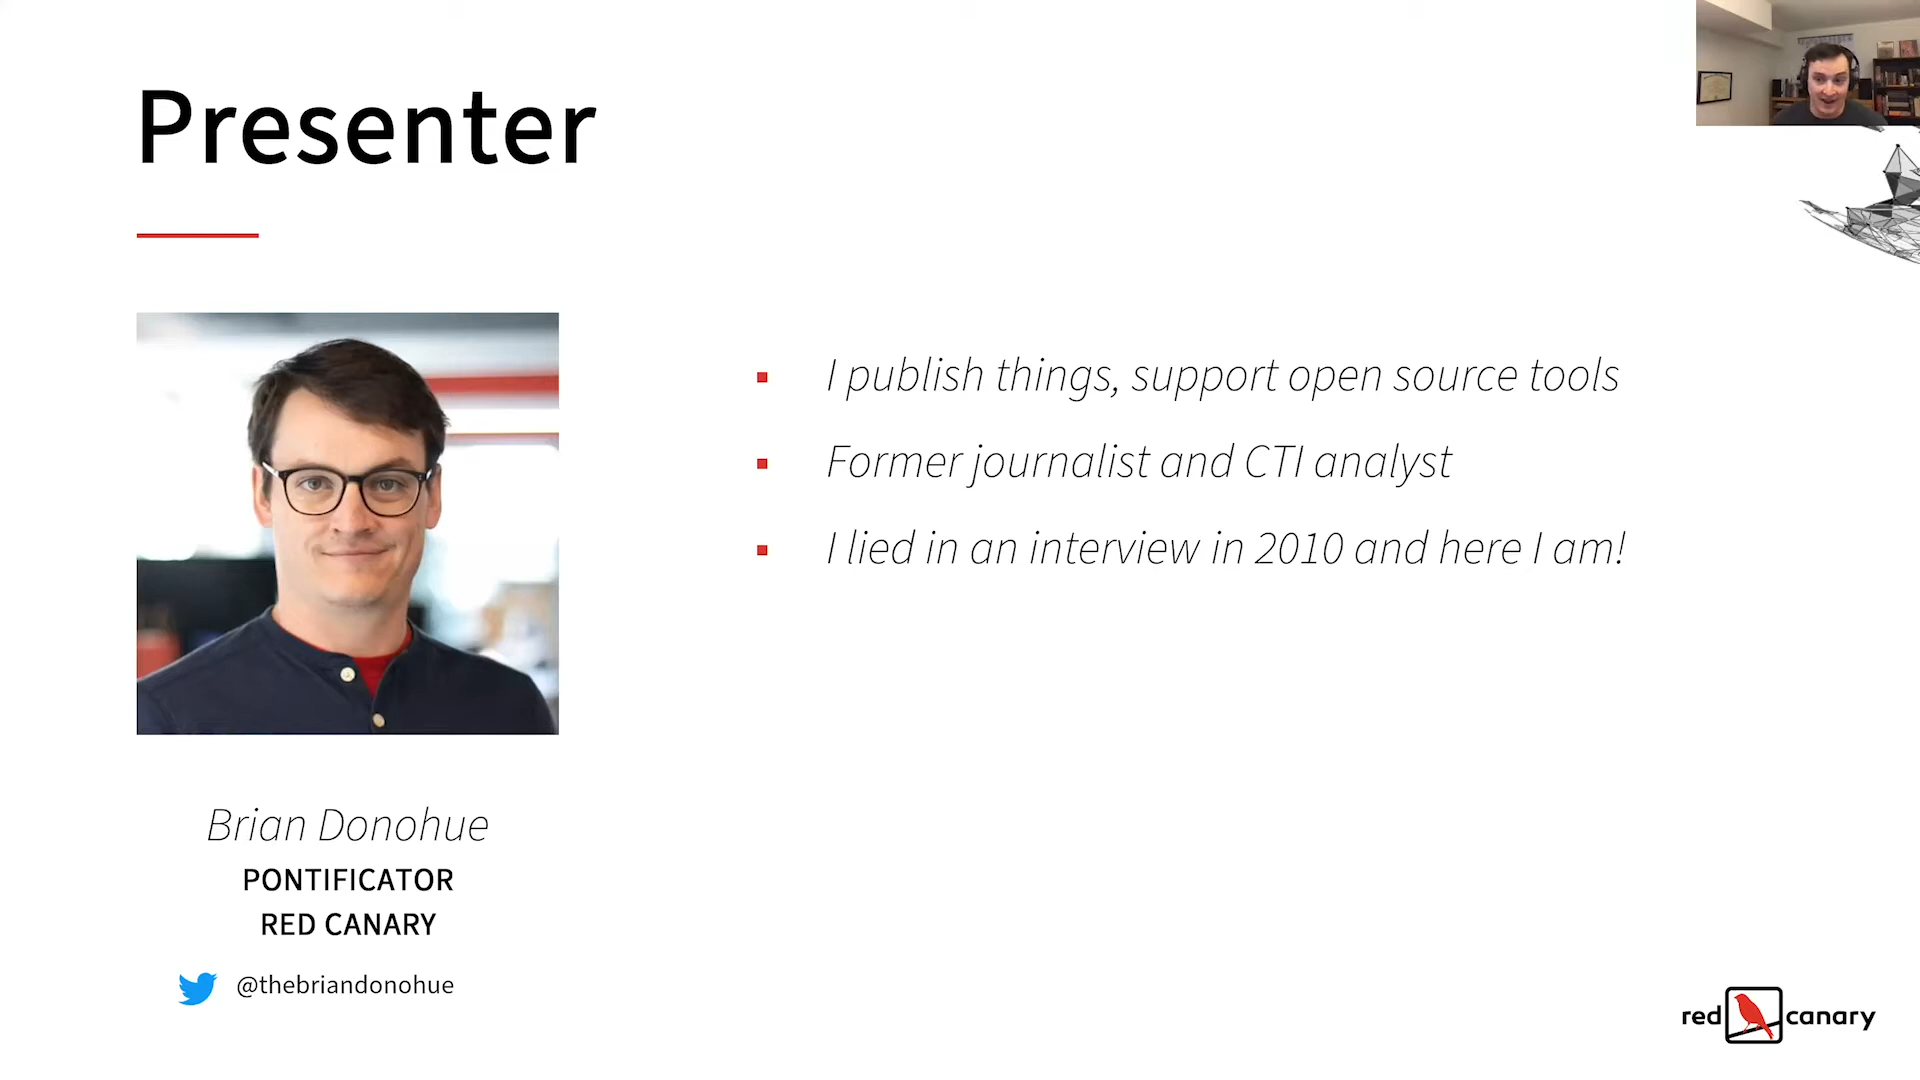 Presenter
I publish things, support open source tools
Former journalist and CTI analyst
I lied in an interview in 2010 and here I am!
Brian Donohue
PONTIFICATOR
RED CANARY
@thebriandonohue
red canary